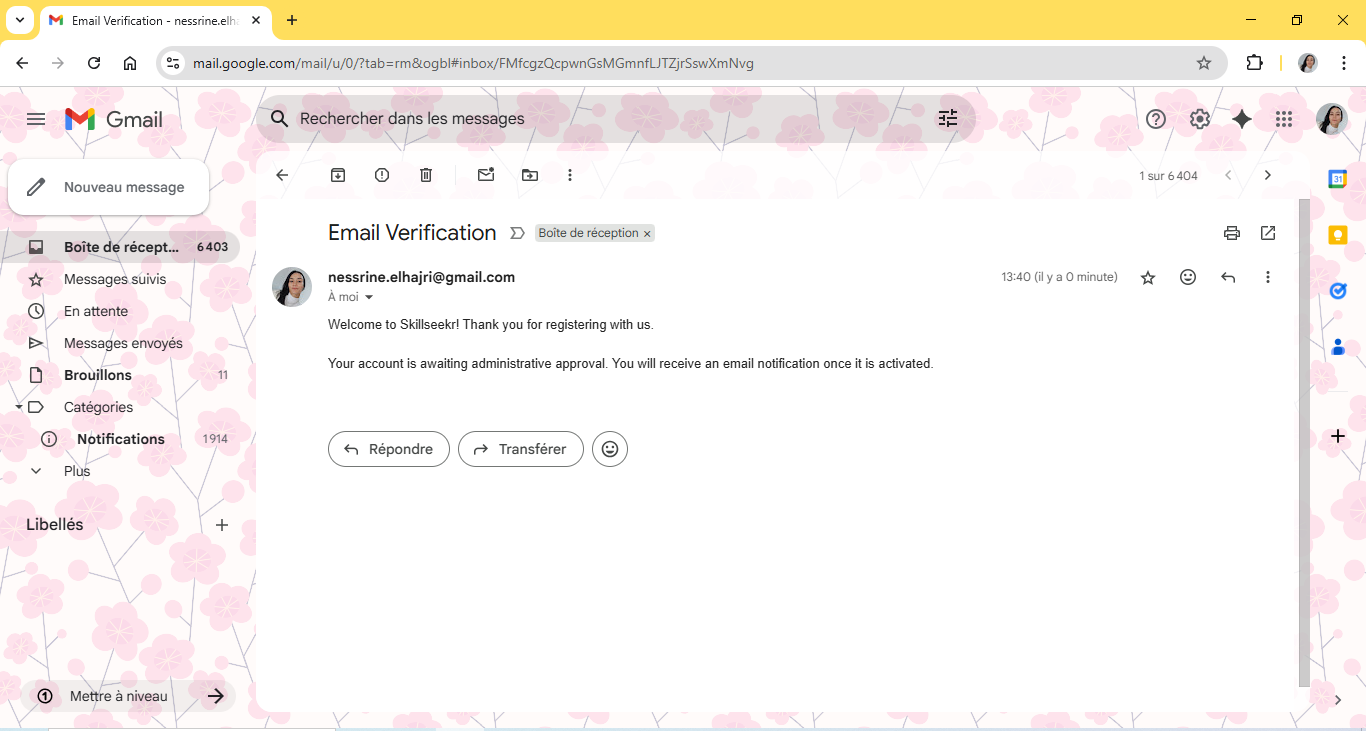 Email Verification - nessrine.elha
mail.google.com/mail/u/0/?tab=rm&ogbl#inbox/FMfcgzQcpwnGsMGmnfLJTZjrSswXmNvg
Gmail
Rechercher dans les messages
Nouveau message
1 sur 6 404
31
Boîte de récept... 6 403
Messages suivis
En attente
Messages envoyés
Brouillons 11
Catégories
Notifications 1 914
Plus
Libellés
Mettre à niveau
Email Verification
Boîte de réception ×
nessrine.elhajri@gmail.com
13:40 (il y a 0 minute)
À moi
Welcome to Skillseekr! Thank you for registering with us.
Your account is awaiting administrative approval. You will receive an email notification once it is activated.
Répondre
Transférer